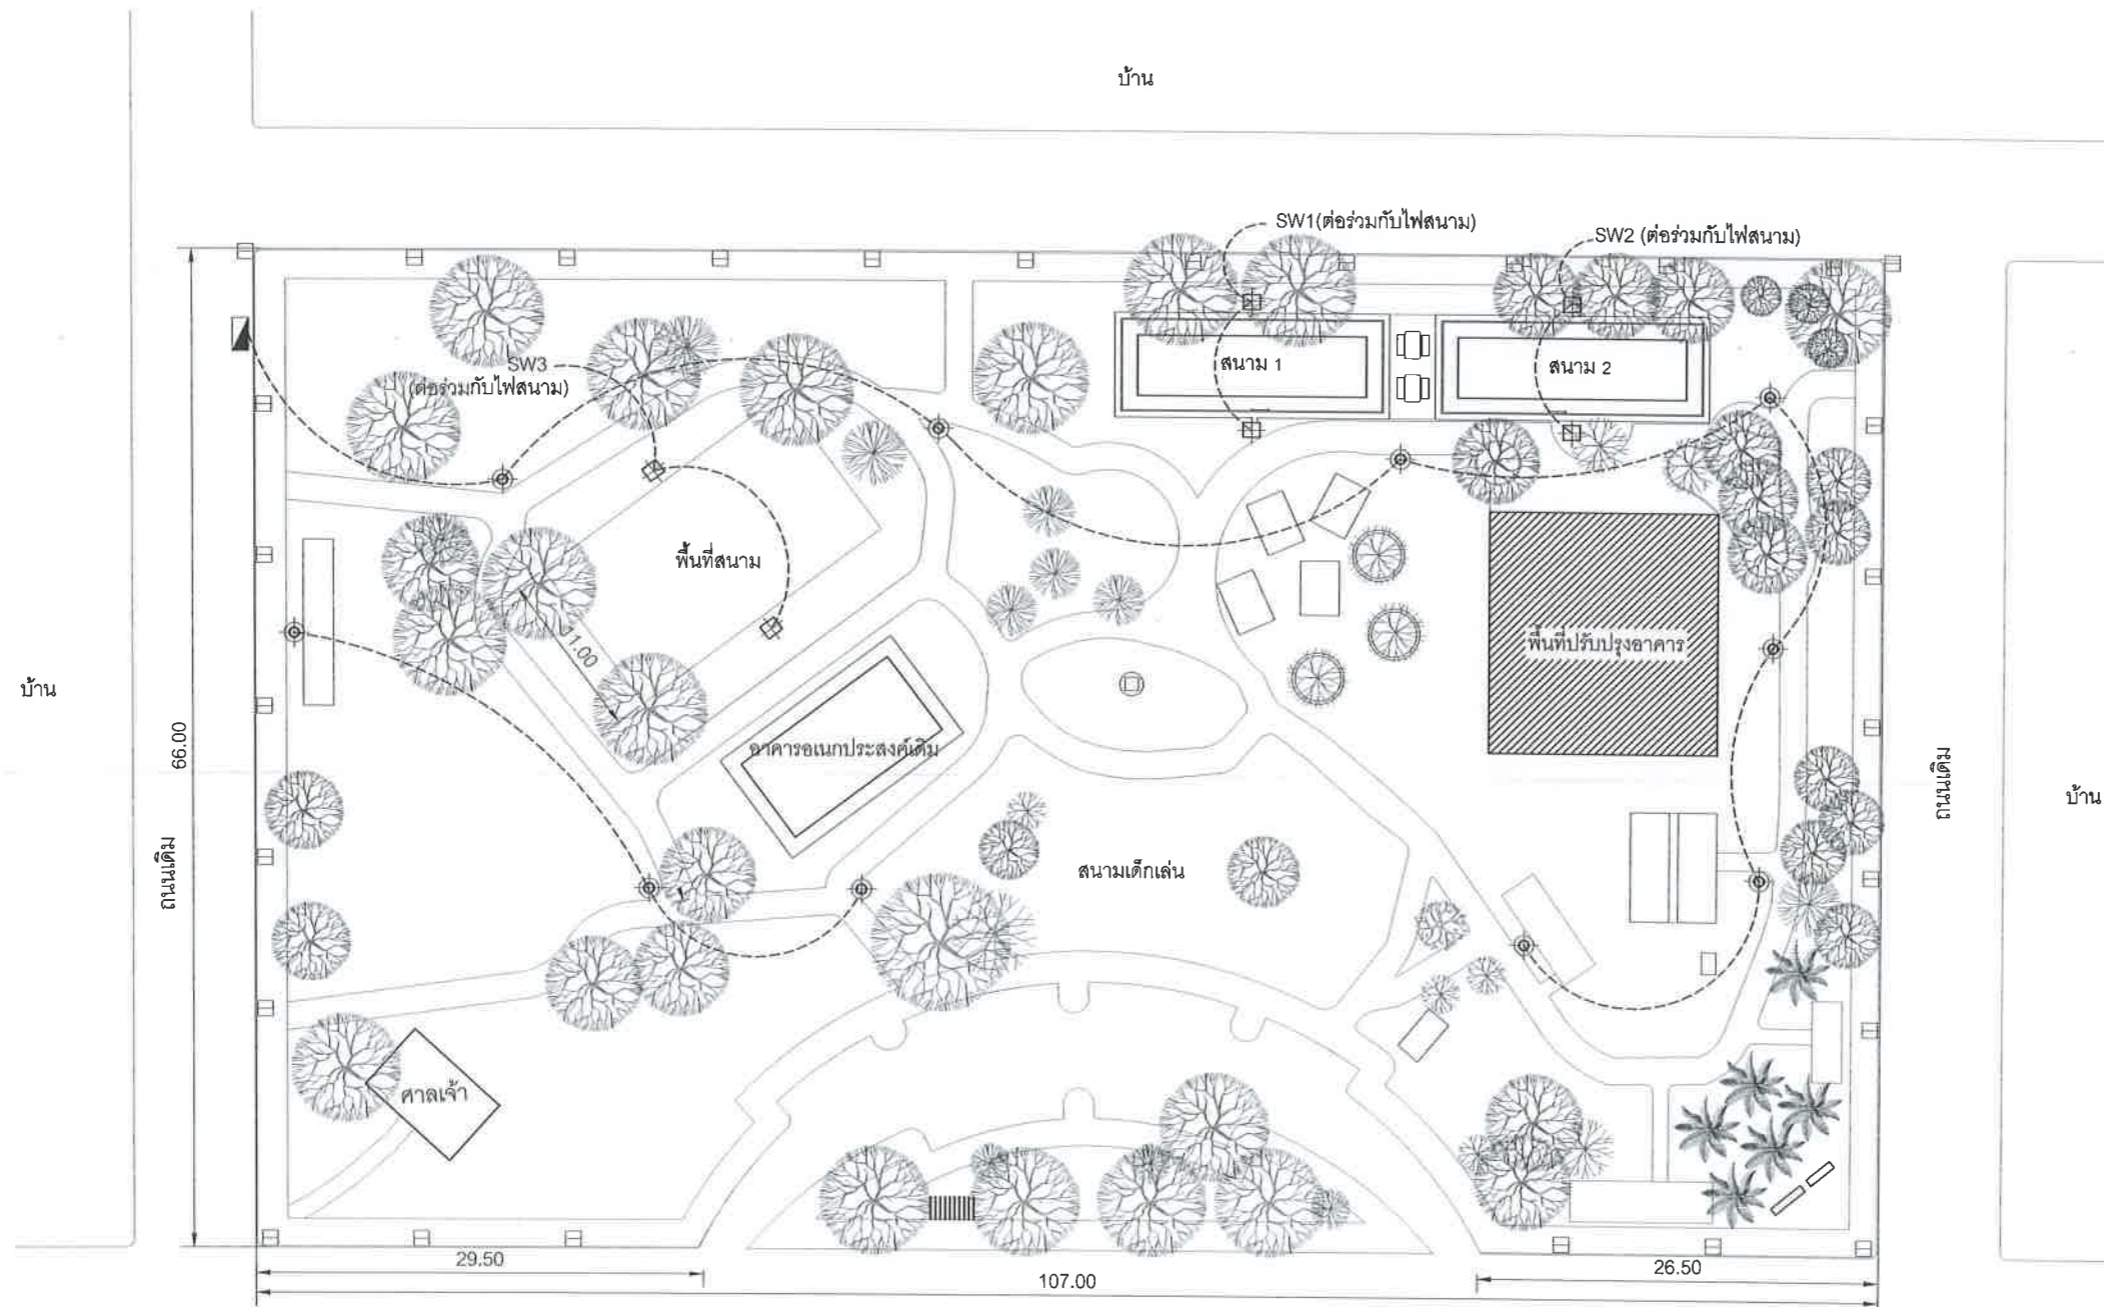 บ้าน
SW1(ต่อร่วมกับไฟสนาม)
SW2 (ต่อร่วมกับไฟสนาม)
SW3
(ต่อร่วมกับไฟสนาม)
สนาม 1
สนาม 2
พื้นที่สนาม
11.00
พื้นที่ปรับปรุงอาคาร
บ้าน
66.00
อาคารอเนกประสงค์เดิม
ถนนเดิม
บ้าน
ถนนเดิม
สนามเด็กเล่น
ศาลเจ้า
29.50
107.00
26.50